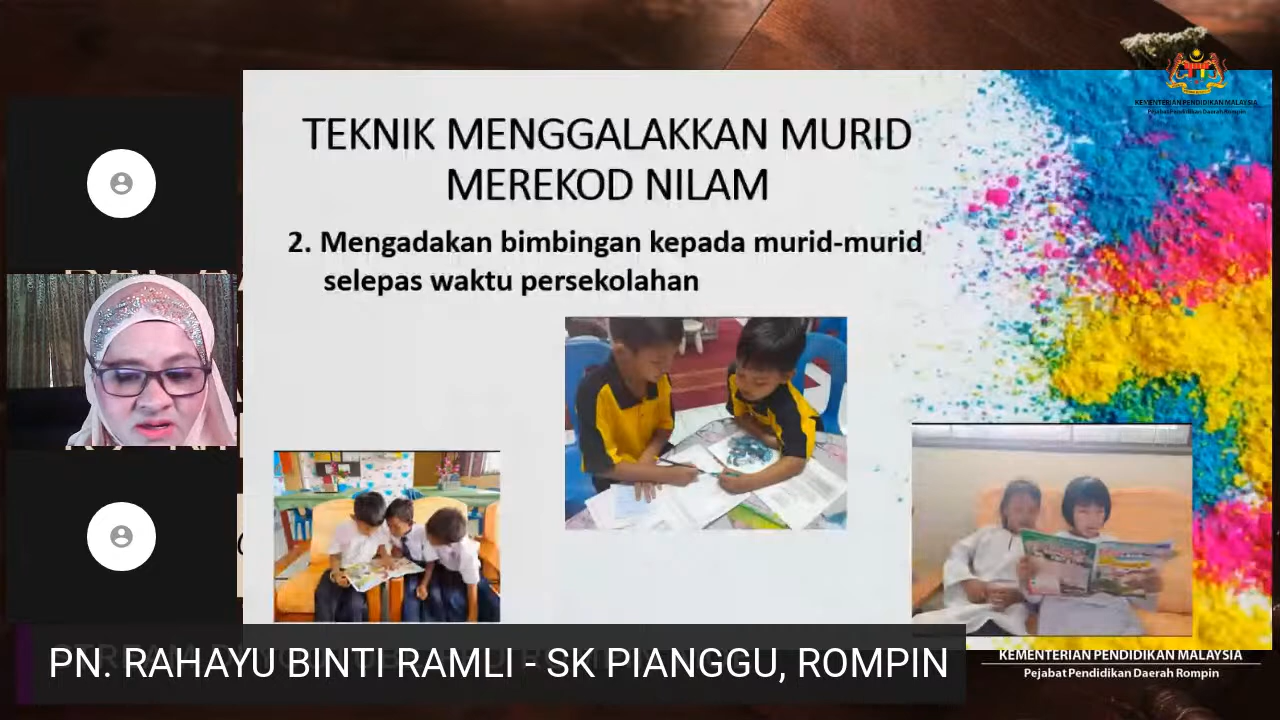 KEMENTERIAN PENDIDIKAN MALAYSIA
Pejabat Pendidikan Daerah Rompin
TEKNIK MENGGALAKKAN MURID
MEREKOD NILAM
2. Mengadakan bimbingan kepada murid-murid
selepas waktu persekolahan
PN. RAHAYU BINTI RAMLI - SK PIANGGU, ROMPIN
KEMENTERIAN PENDIDIKAN MALAYSIA
Pejabat Pendidikan Daerah Rompin